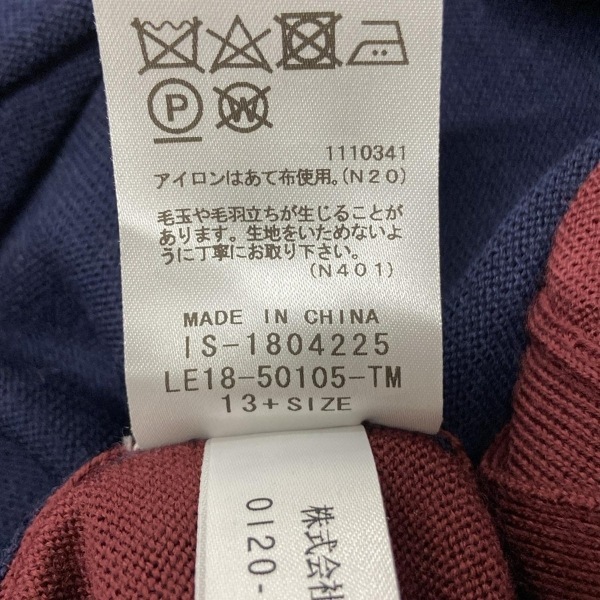 P W
1110341
アイロンはあて布使用。(N20)
毛玉や毛羽立ちが生じることが
あります。生地をいためないよ
うに丁寧にお取り下さい。
(N401)
MADE IN CHINA
IS-1804225
LE18-50105-TM
13+SIZE
株式会社
0120-